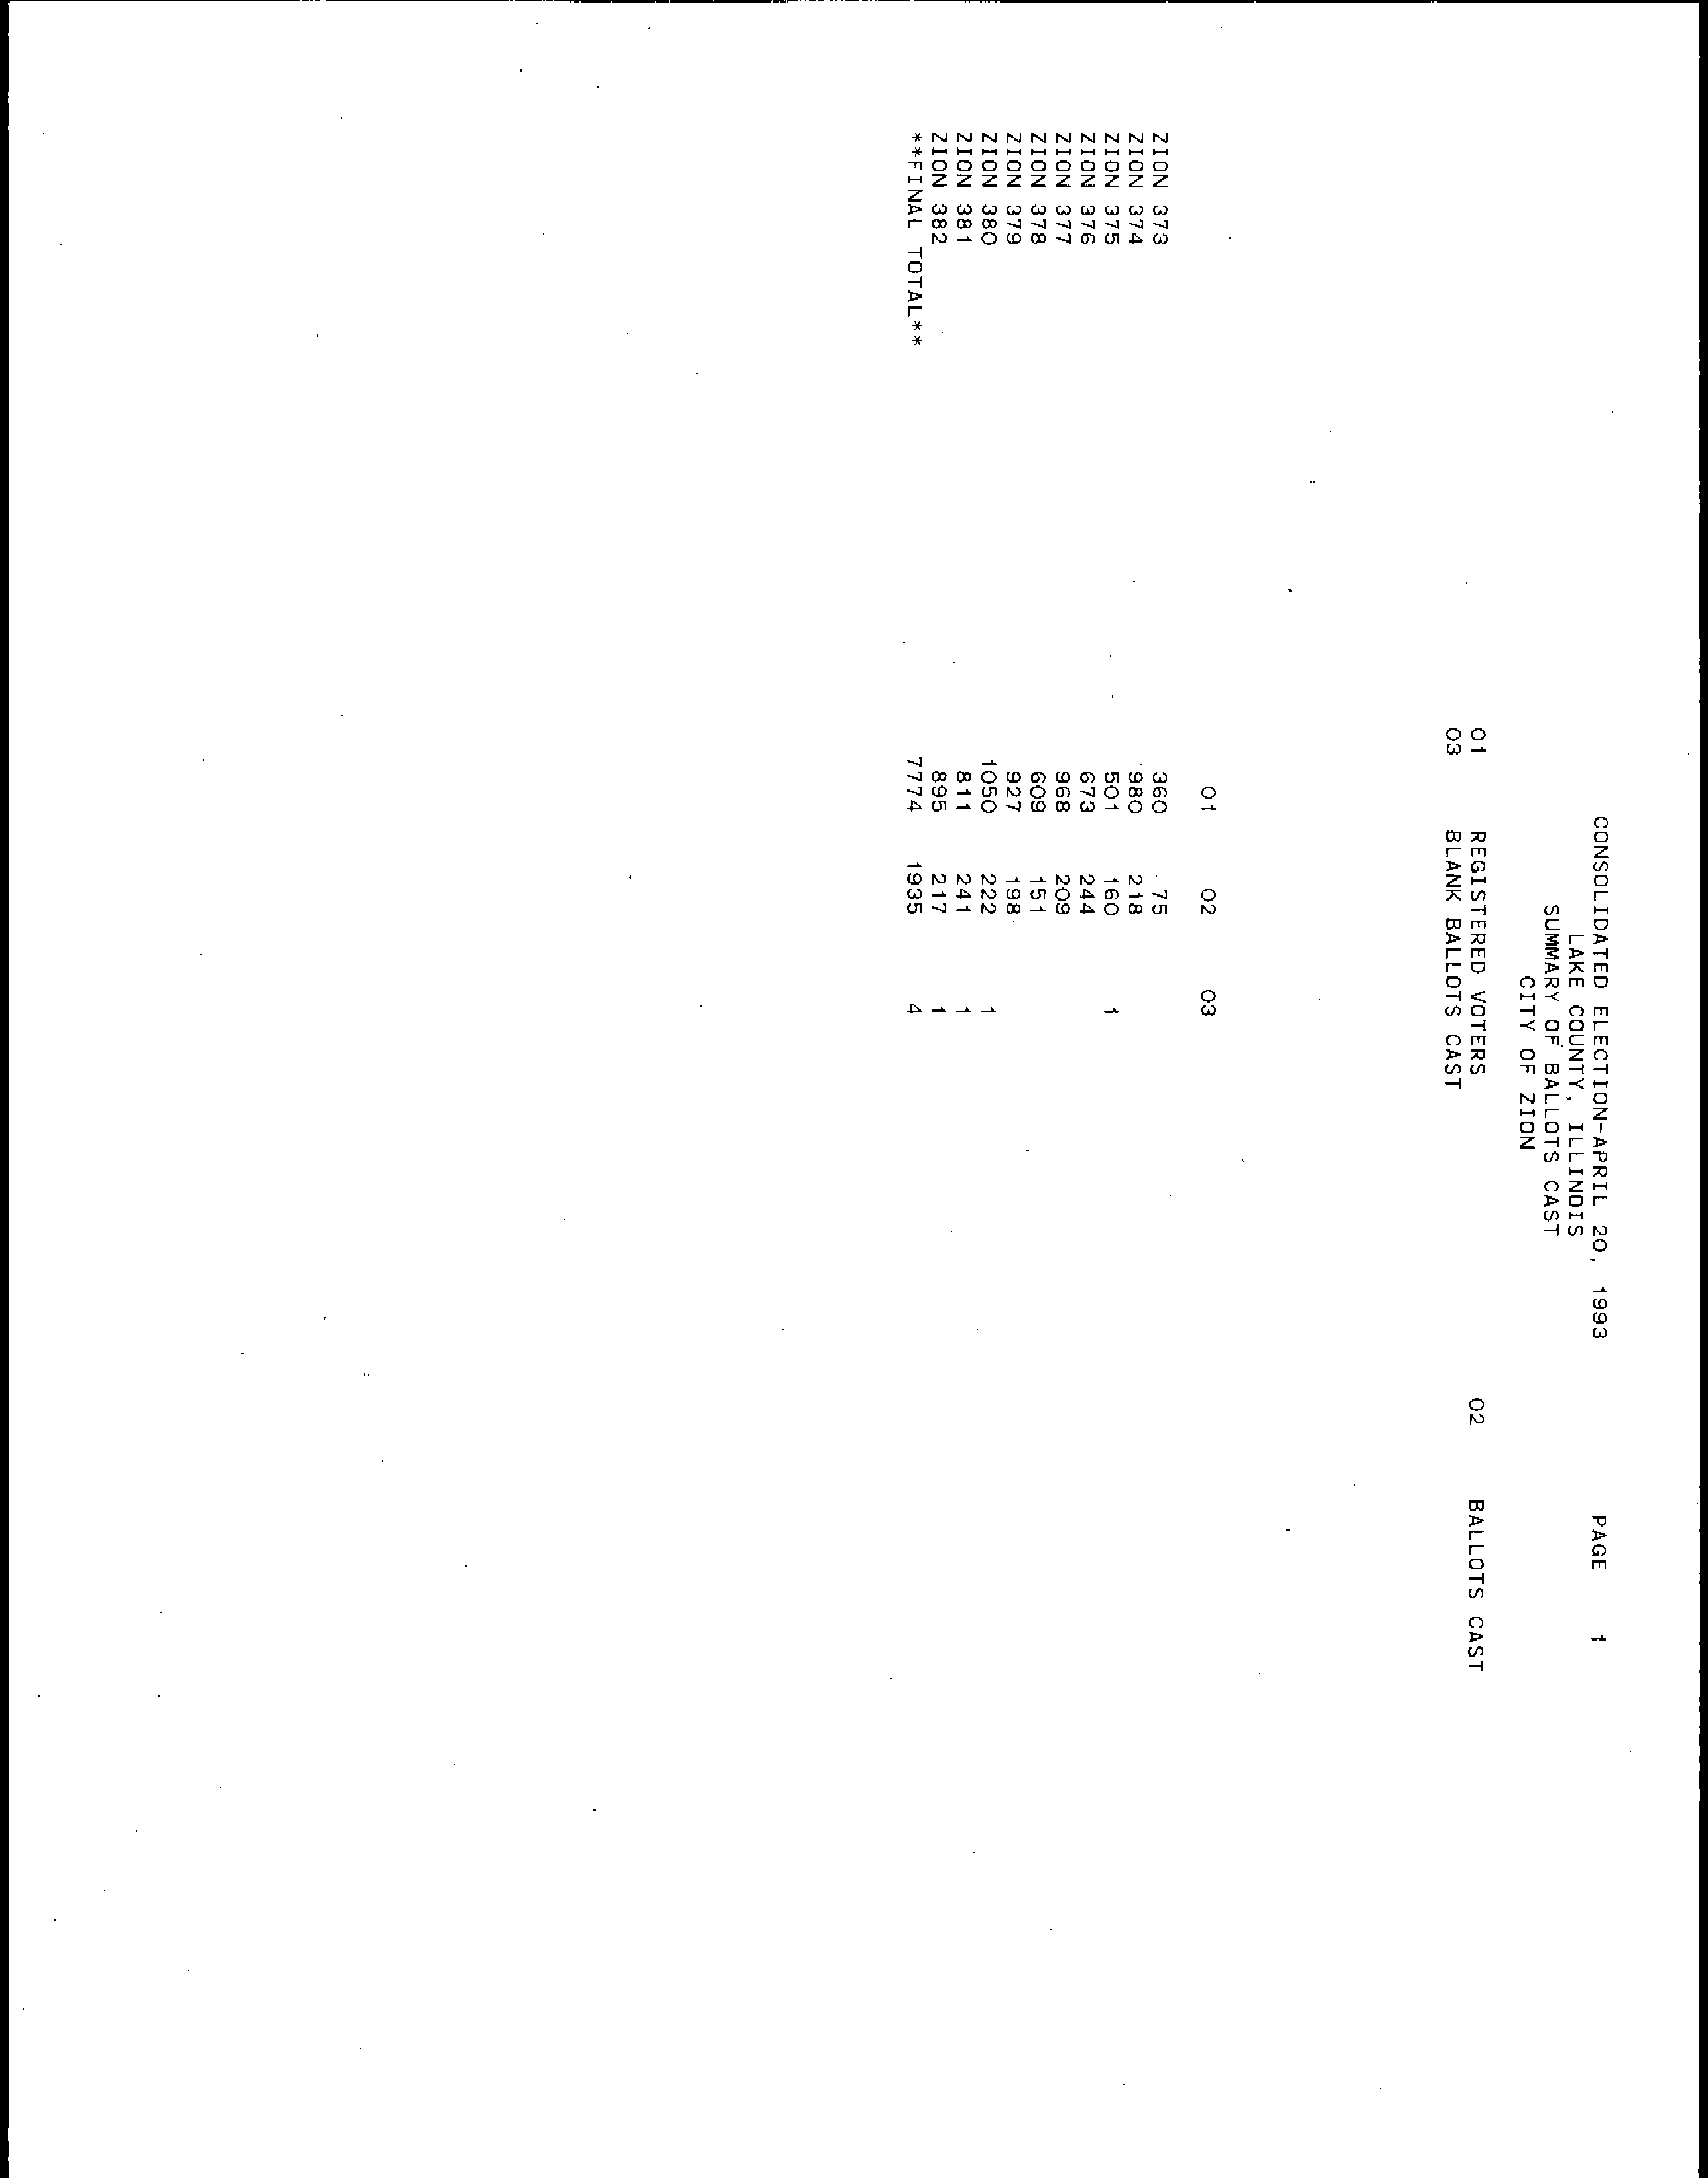 CONSOLIDATED ELECTION-APRIL 20, 1993 PAGE 1
LAKE COUNTY, ILLINOIS
SUMMARY OF BALLOTS CAST
CITY OF ZION
01 REGISTERED VOTERS 02 BALLOTS CAST
03 BLANK BALLOTS CAST
01 02 03
ZION 373 360 75
ZION 374 980 218
ZION 375 501 160 1
ZION 376 673 244
ZION 377 968 209
ZION 378 609 151
ZION 379 927 198
ZION 380 1050 222 1
ZION 381 811 241 1
ZION 382 895 217 1
**FINAL TOTAL** 7774 1935 4